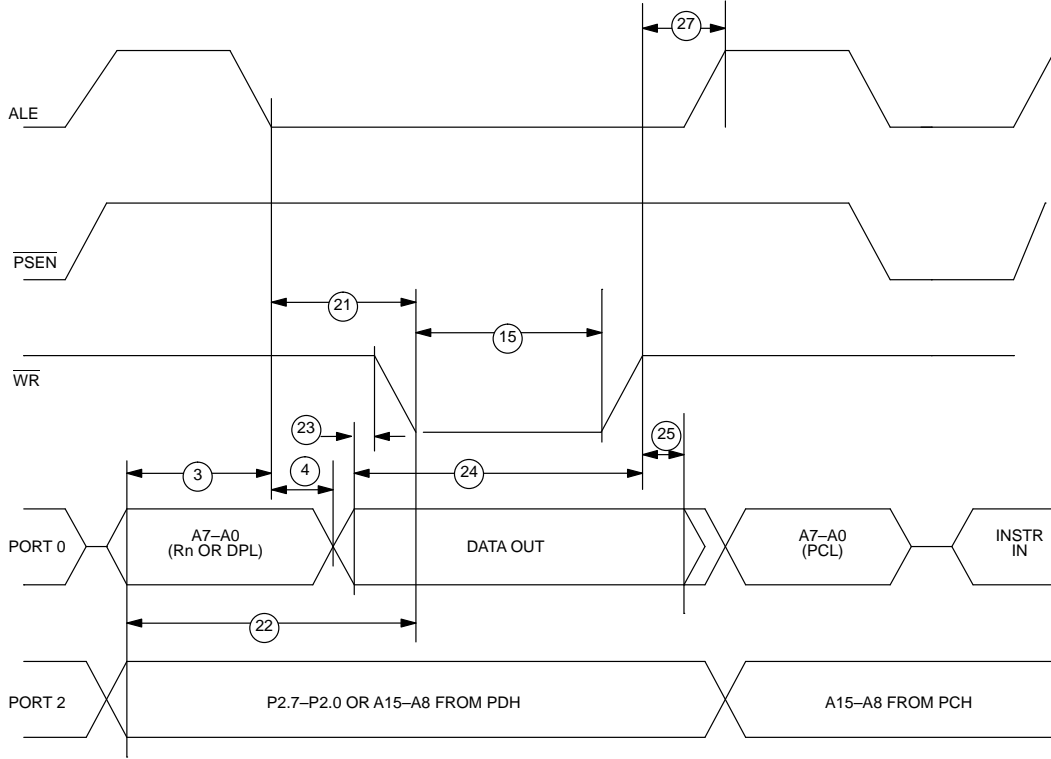 27
ALE
PSEN
21
15
WR
23
25
3
4
24
PORT 0
A7–A0
(Rn OR DPL)
DATA OUT
A7–A0
(PCL)
INSTR
IN
22
PORT 2
P2.7–P2.0 OR A15–A8 FROM PDH
A15–A8 FROM PCH